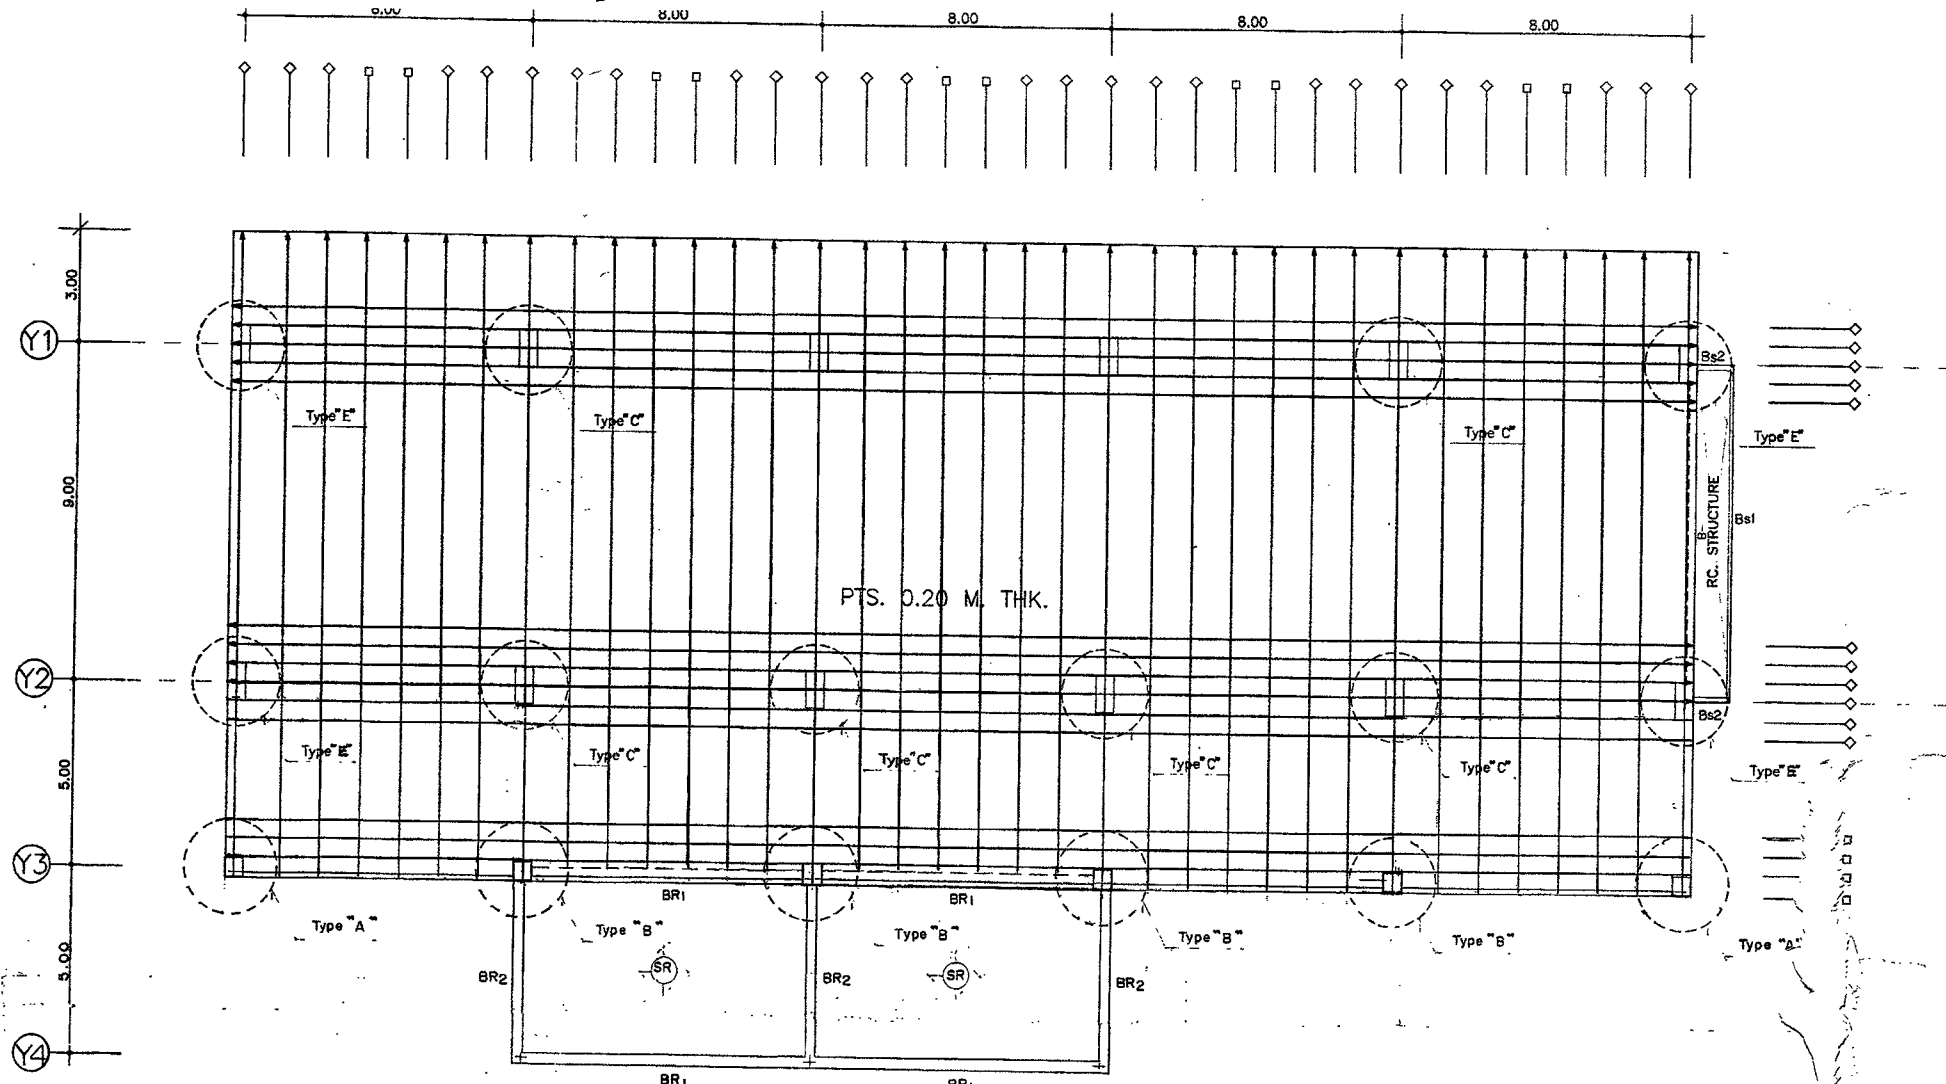 8.00 8.00 8.00 8.00 8.00
3.00
Y1
Bs2
Type"E" Type"C" Type"C" Type"E"
9.00
RC. STRUCTURE
B
Bs1
PTS. 0.20 M. THK.
Y2
Bs2
Type"E" Type"C" Type"C" Type"C" Type"C" Type"E"
5.00
Y3
BR1 BR1
Type "A" Type "B" Type "B" Type "B" Type "B" Type "A"
5.00
BR2 SR BR2 SR BR2
Y4
BR1 BR1